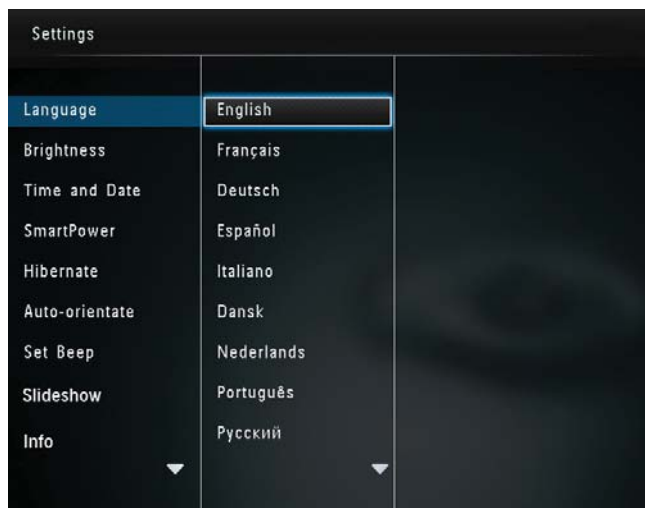 Settings
Language
Brightness
Time and Date
SmartPower
Hibernate
Auto-orientate
Set Beep
Slideshow
Info
English
Français
Deutsch
Español
Italiano
Dansk
Nederlands
Português
Русский